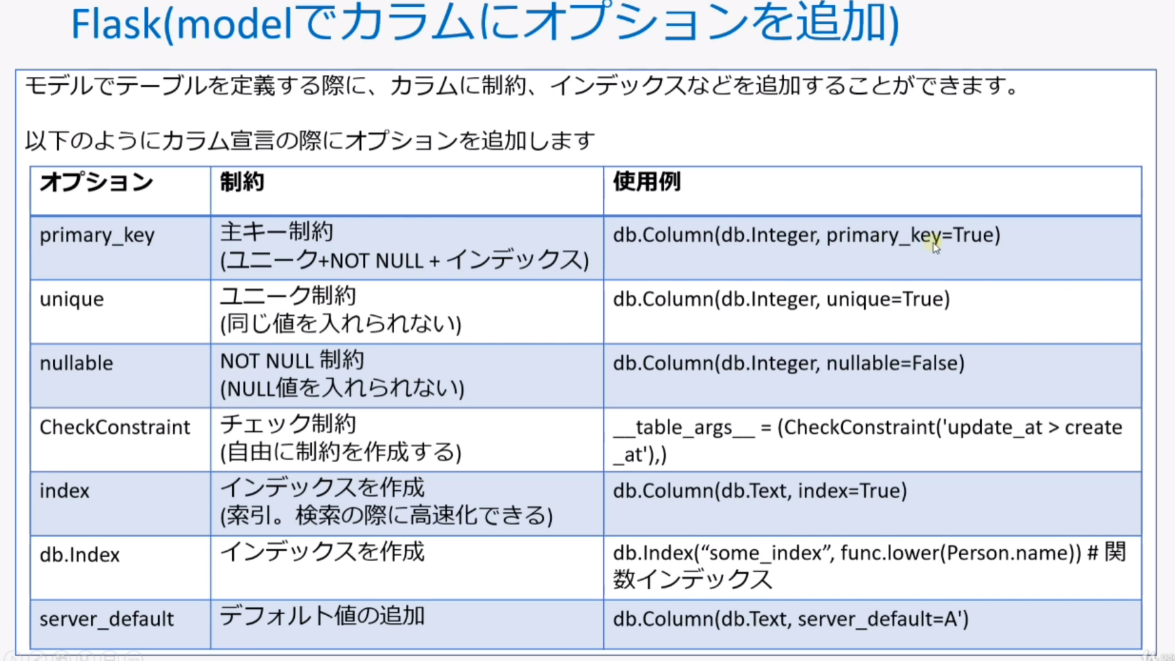 Flask(modelでカラムにオプションを追加)
モデルでテーブルを定義する際に、カラムに制約、インデックスなどを追加することができます。
以下のようにカラム宣言の際にオプションを追加します
オプション 制約 使用例
primary_key 主キー制約 db.Column(db.Integer, primary_key=True)
(ユニーク+NOT NULL + インデックス)
unique ユニーク制約 db.Column(db.Integer, unique=True)
(同じ値を入れられない)
nullable NOT NULL 制約 db.Column(db.Integer, nullable=False)
(NULL値を入れられない)
CheckConstraint チェック制約 __table_args__ = (CheckConstraint('update_at > create
(自由に制約を作成する) _at'),)
index インデックスを作成 db.Column(db.Text, index=True)
(索引。検索の際に高速化できる)
db.Index インデックスを作成 db.Index(“some_index”, func.lower(Person.name)) # 関
数インデックス
server_default デフォルト値の追加 db.Column(db.Text, server_default=A')